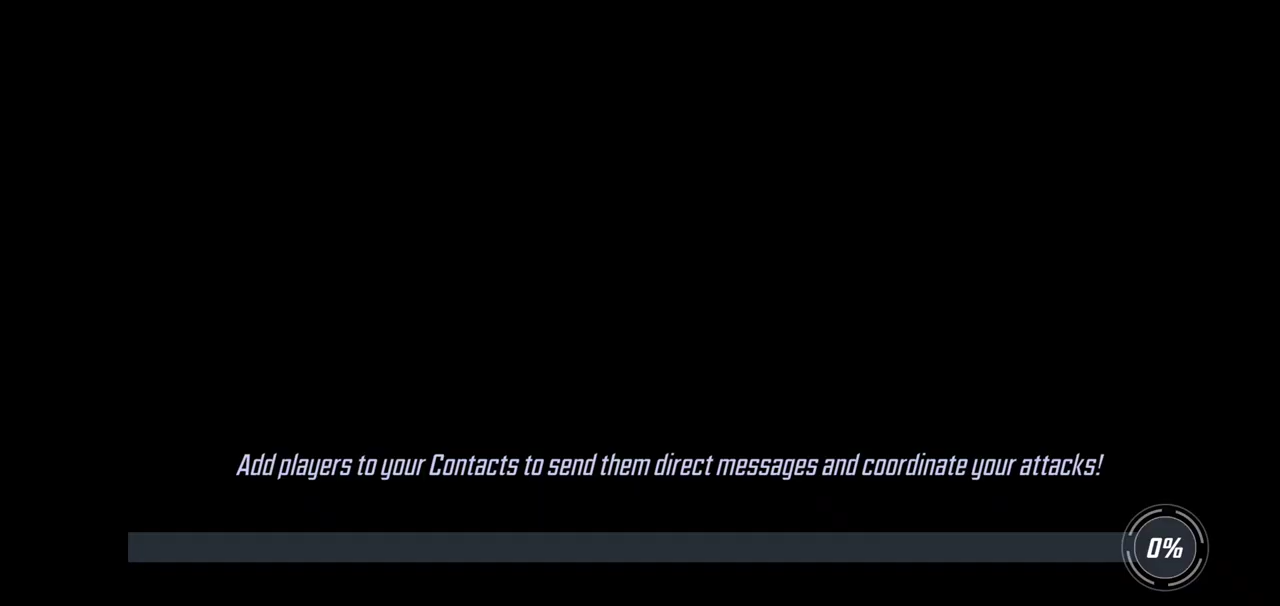 Add players to your Contacts to send them direct messages and coordinate your attacks!
0%